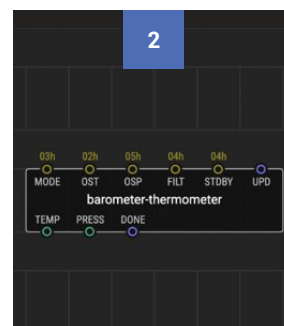 2
03h 02h 05h 04h 04h
MODE OST OSP FILT STDBY UPD
barometer-thermometer
TEMP PRESS DONE